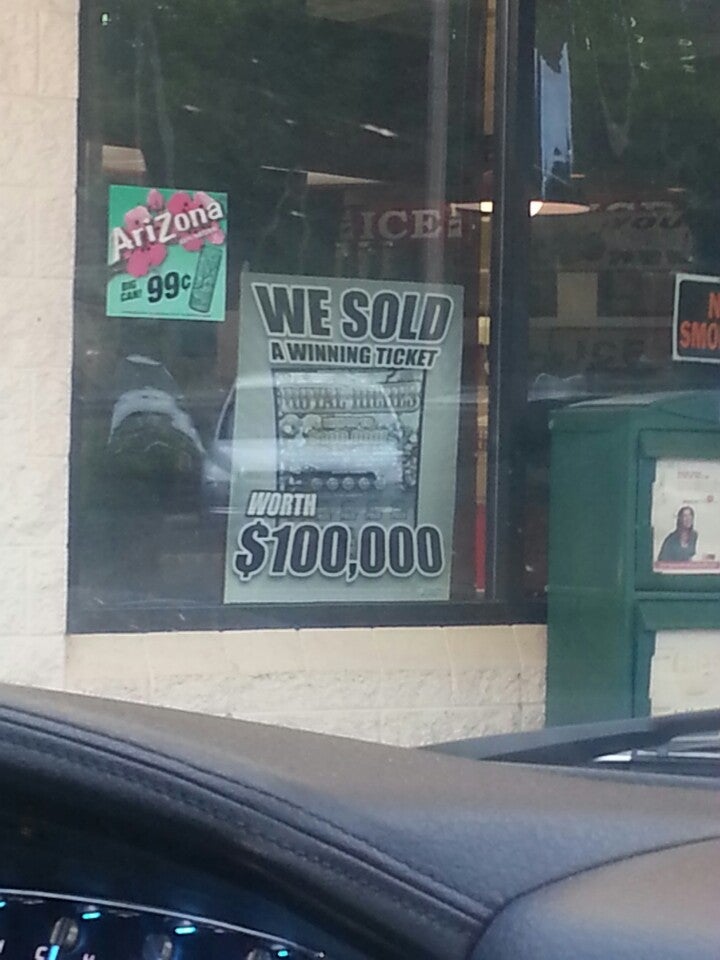 AriZona
BIG
CAN!
99¢
ICE
WE SOLD
A WINNING TICKET
ROYAL RICHES
WORTH
$100,000